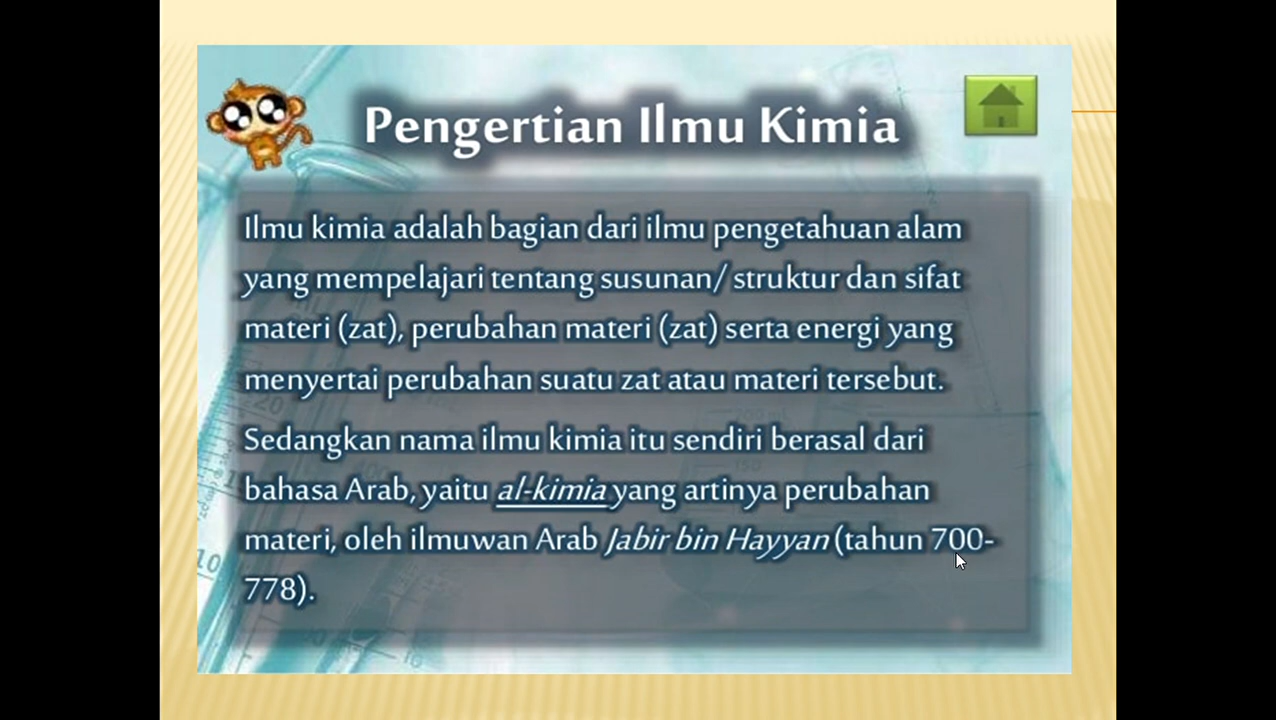 Pengertian Ilmu Kimia
Ilmu kimia adalah bagian dari ilmu pengetahuan alam
yang mempelajari tentang susunan/ struktur dan sifat
materi (zat), perubahan materi (zat) serta energi yang
menyertai perubahan suatu zat atau materi tersebut.
Sedangkan nama ilmu kimia itu sendiri berasal dari
bahasa Arab, yaitu al-kimia yang artinya perubahan
materi, oleh ilmuwan Arab Jabir bin Hayyan (tahun 700-
778).